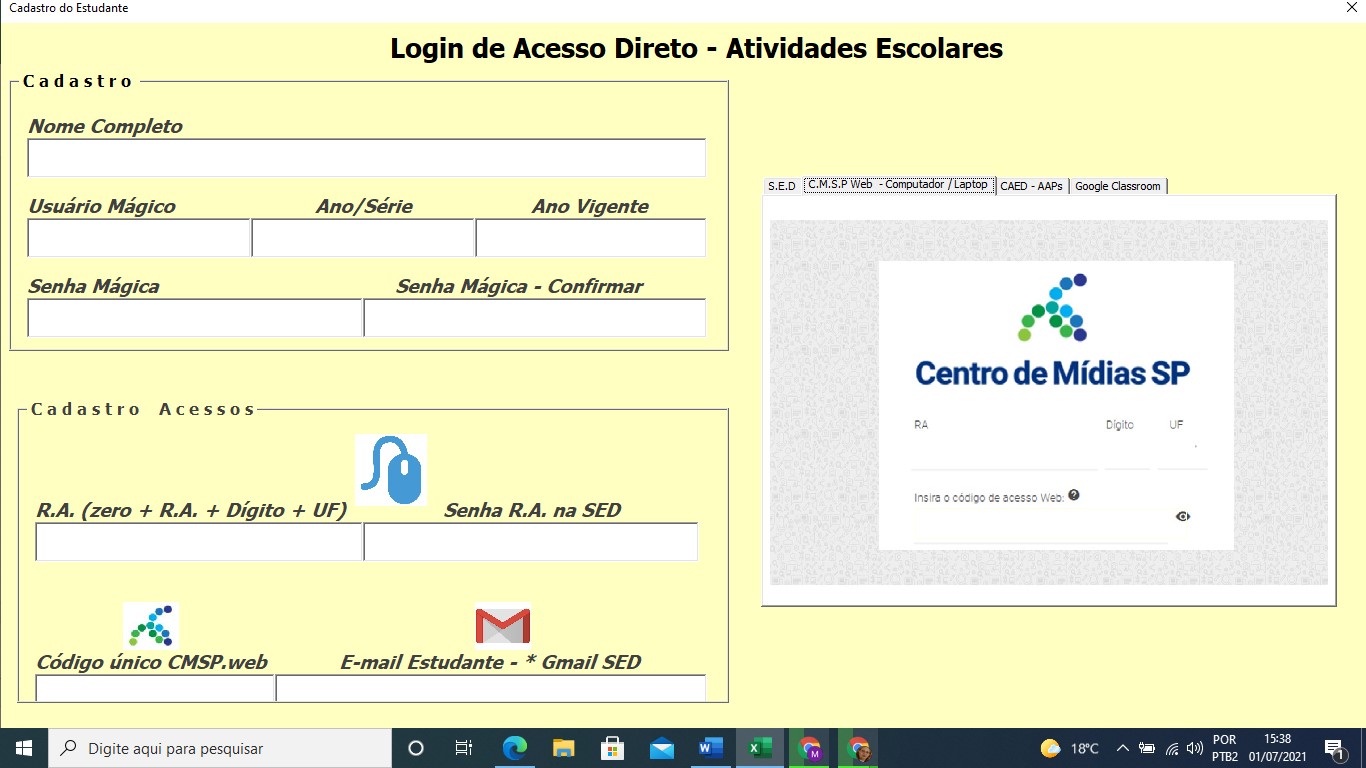 Cadastro do Estudante
Login de Acesso Direto - Atividades Escolares
Cadastro
Nome Completo
Usuário Mágico Ano/Série Ano Vigente
Senha Mágica Senha Mágica - Confirmar
Cadastro Acessos
R.A. (zero + R.A. + Dígito + UF) Senha R.A. na SED
Código único CMSP.web E-mail Estudante - * Gmail SED
S.E.D C.M.S.P Web - Computador / Laptop CAED - AAPs Google Classroom
Centro de Mídias SP
RA Dígito UF
Insira o código de acesso Web: ?
Digite aqui para pesquisar
18°C
POR
PTB2
15:38
01/07/2021
1